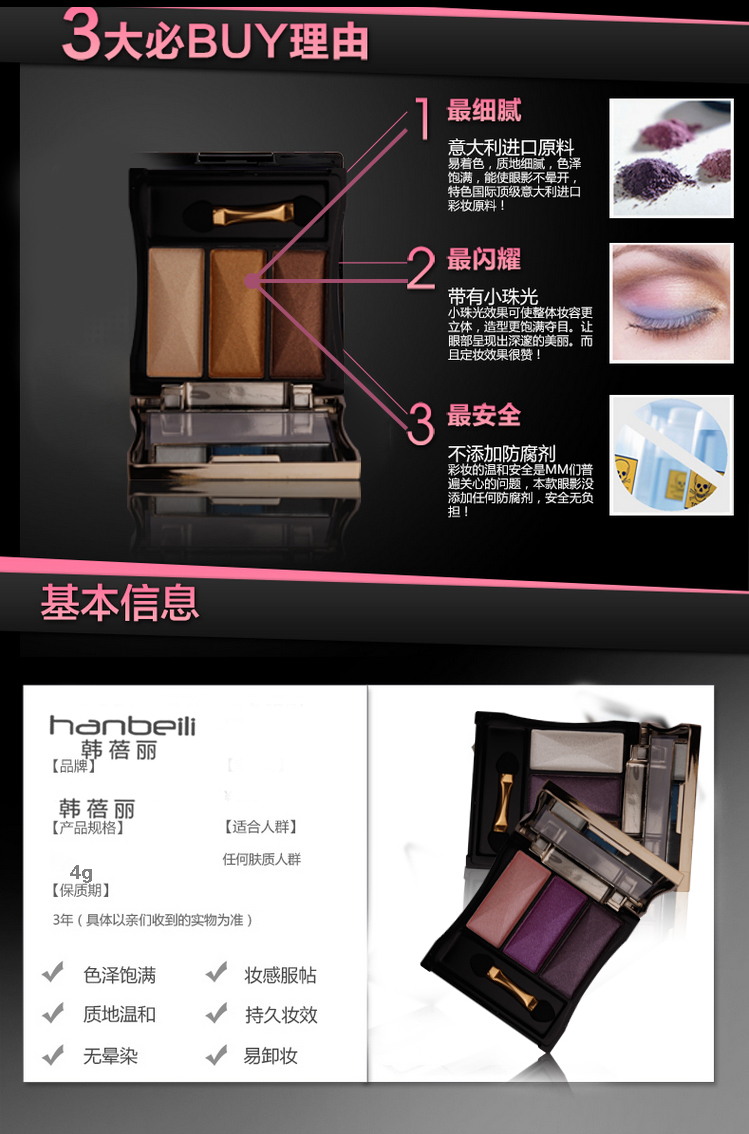 3大必BUY理由
1 最细腻
意大利进口原料
易着色，质地细腻，色泽
饱满，能使眼影不晕开，
特色国际顶级意大利进口
彩妆原料！
2 最闪耀
带有小珠光
小珠光效果可使整体妆容更
立体，造型更饱满夺目。让
眼部呈现出深邃的美丽。而
且定妆效果很赞！
3 最安全
不添加防腐剂
彩妆的温和安全是MM们普
遍关心的问题，本款眼影没
添加任何防腐剂，安全无负
担！
基本信息
hanbeili
韩蓓丽
【品牌】
韩蓓丽
【产品规格】
4g
【适合人群】
任何肤质人群
【保质期】
3年（具体以亲们收到的实物为准）
色泽饱满
妆感服帖
质地温和
持久妆效
无晕染
易卸妆